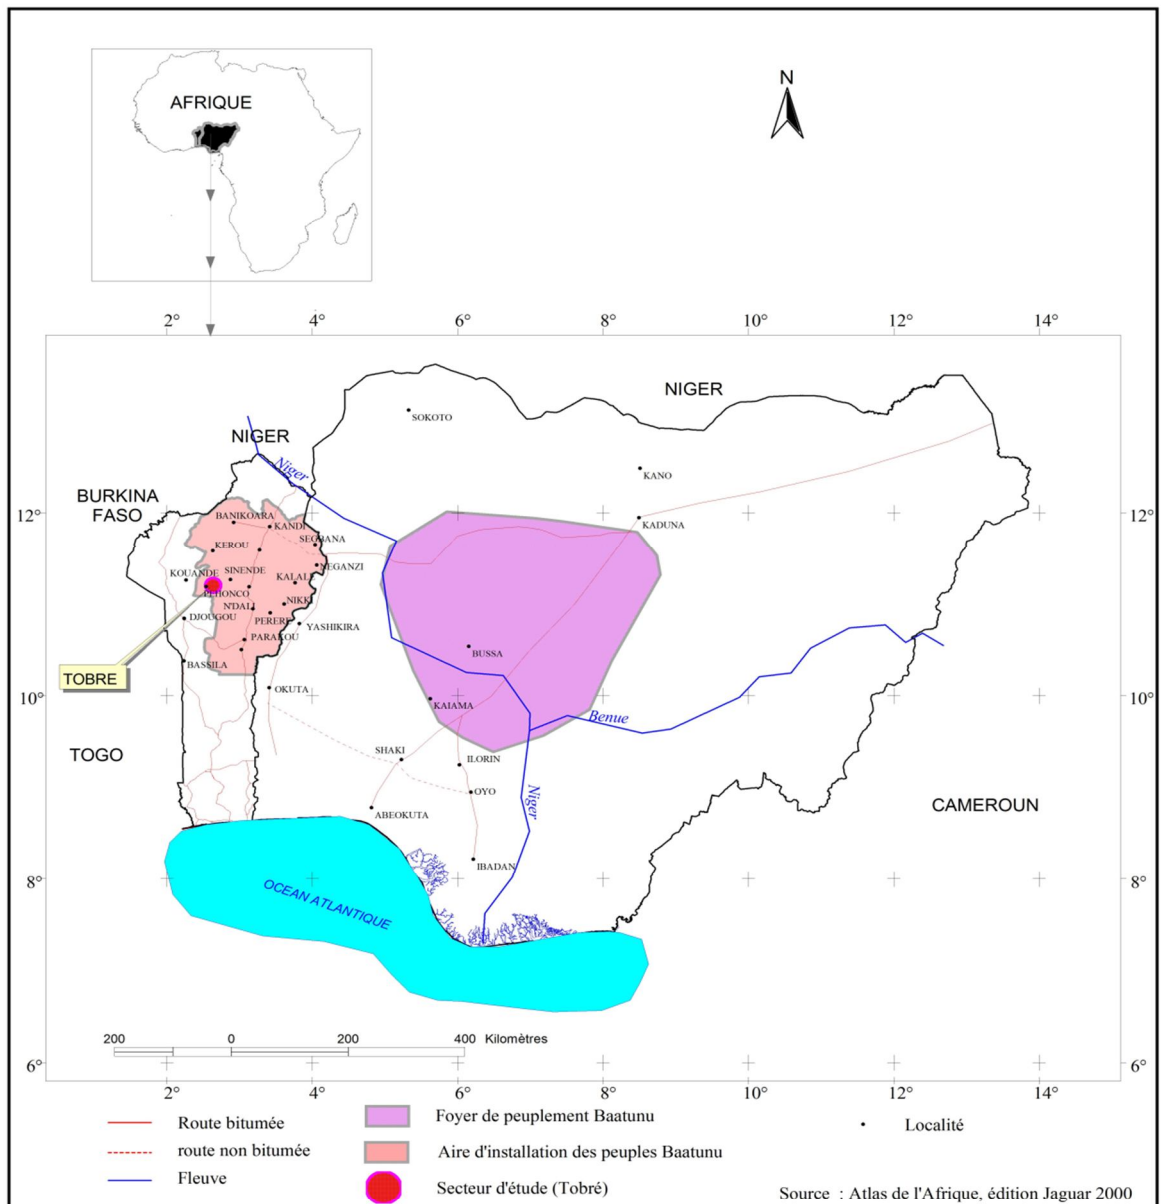 N
AFRIQUE
2° 4° 6° 8° 10° 12° 14°
NIGER
SOKOTO
NIGER
Niger
KANO
BURKINA
FASO
12° 12°
BANIKOARA
KANDI
KADUNA
SEGBANA
KEROU
NEGANZI
KOUANDE
SINENDE
KALALE
PEHONCO
NIKKI
N'DALI
PERERE
DJOUGOU
YASHIKIRA
PARAKOU
BUSSA
BASSILA
TOBRE
OKUTA
10° 10°
KAIAMA
Benue
TOGO
SHAKI
ILORIN
OYO
Niger
ABEOKUTA
CAMEROUN
IBADAN
8° 8°
OCEAN ATLANTIQUE
200 0 200 400 Kilomètres
6° 6°
2° 4° 6° 8° 10° 12° 14°
Route bitumée
route non bitumée
Fleuve
Foyer de peuplement Baatunu
Aire d'installation des peuples Baatunu
Secteur d'étude (Tobré)
Localité
Source : Atlas de l'Afrique, édition Jaguar 2000